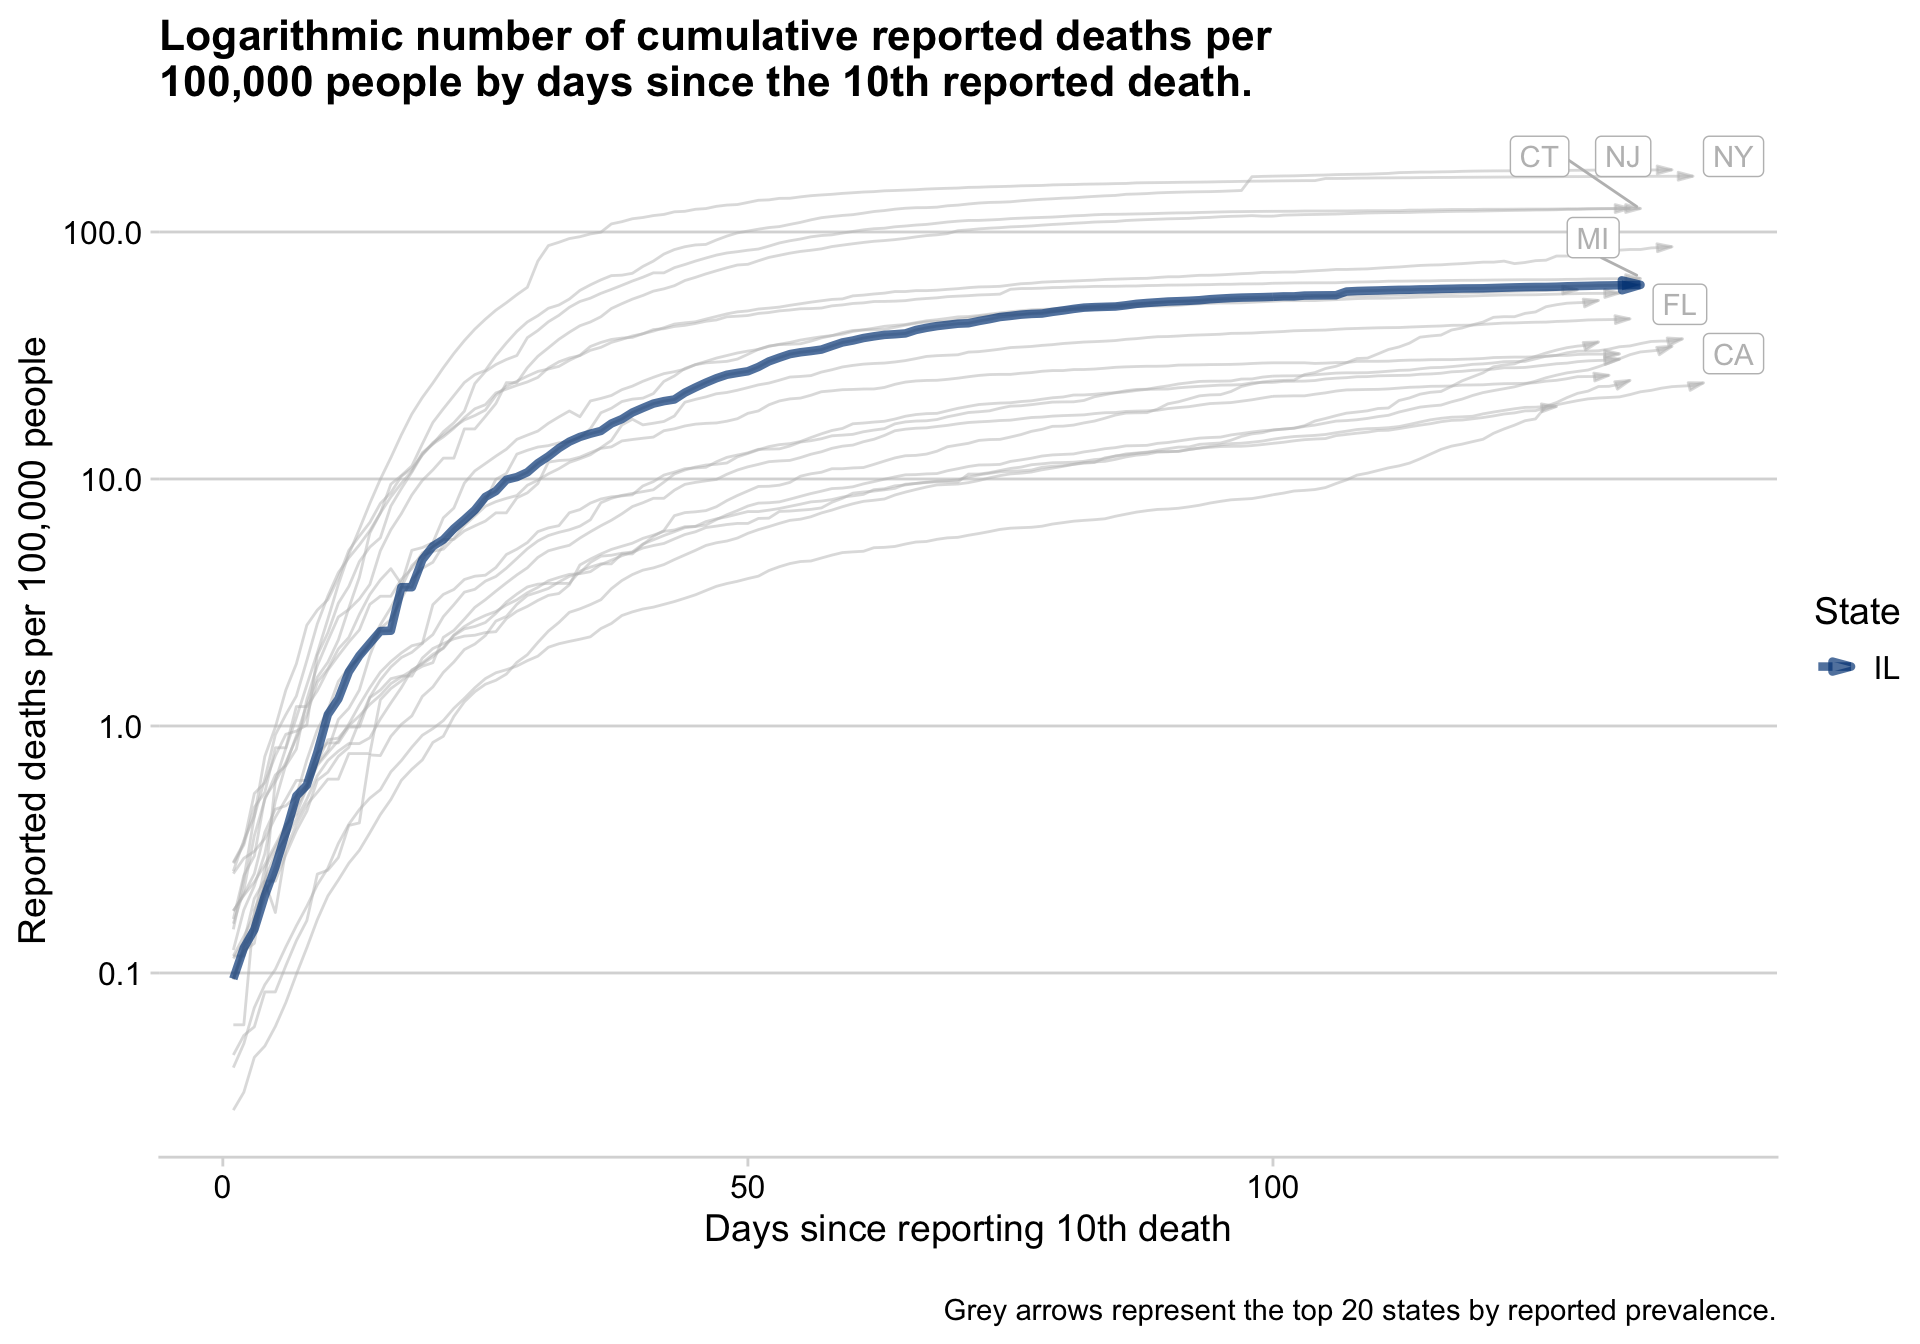 Logarithmic number of cumulative reported deaths per
100,000 people by days since the 10th reported death.
CT
NJ
NY
MI
FL
CA
100.0
10.0
1.0
0.1
Reported deaths per 100,000 people
0
50
100
Days since reporting 10th death
State
IL
Grey arrows represent the top 20 states by reported prevalence.